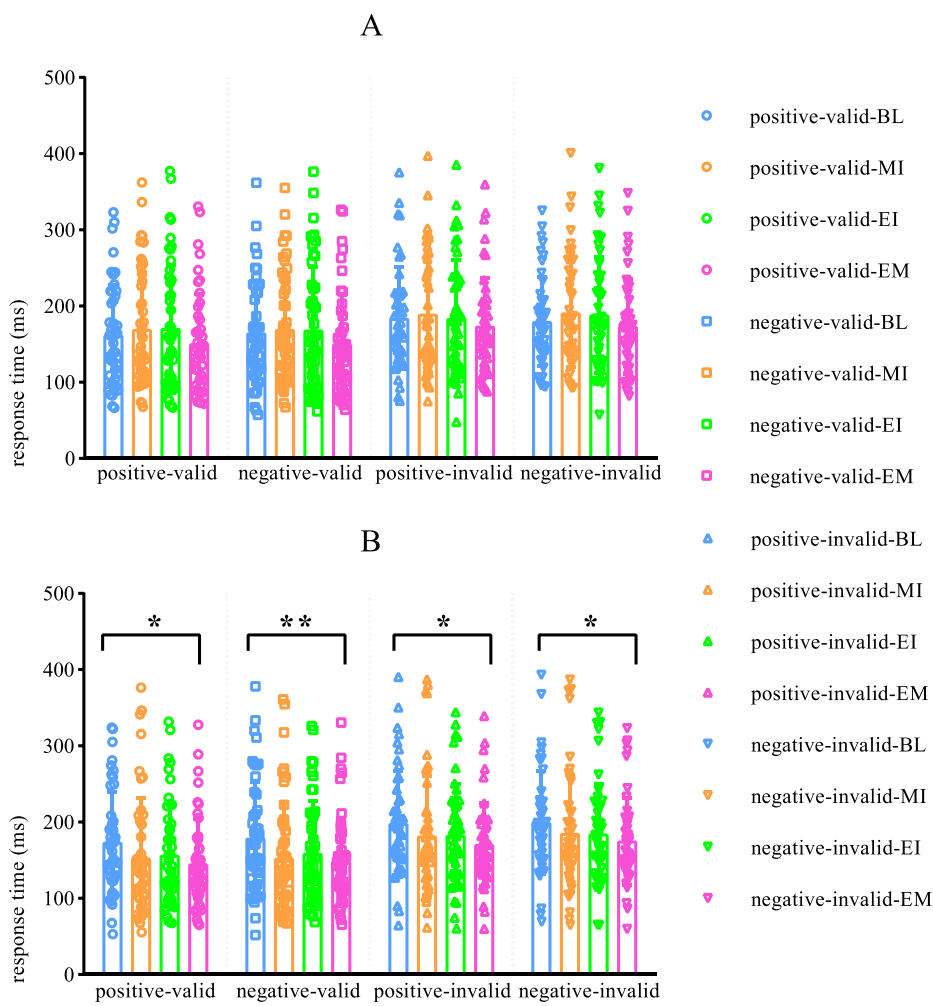 A
500
400
300
200
100
0
response time (ms)
positive-valid negative-valid positive-invalid negative-invalid
B
500
400
300
200
100
0
response time (ms)
* ** * *
positive-valid negative-valid positive-invalid negative-invalid
positive-valid-BL
positive-valid-MI
positive-valid-EI
positive-valid-EM
negative-valid-BL
negative-valid-MI
negative-valid-EI
negative-valid-EM
positive-invalid-BL
positive-invalid-MI
positive-invalid-EI
positive-invalid-EM
negative-invalid-BL
negative-invalid-MI
negative-invalid-EI
negative-invalid-EM